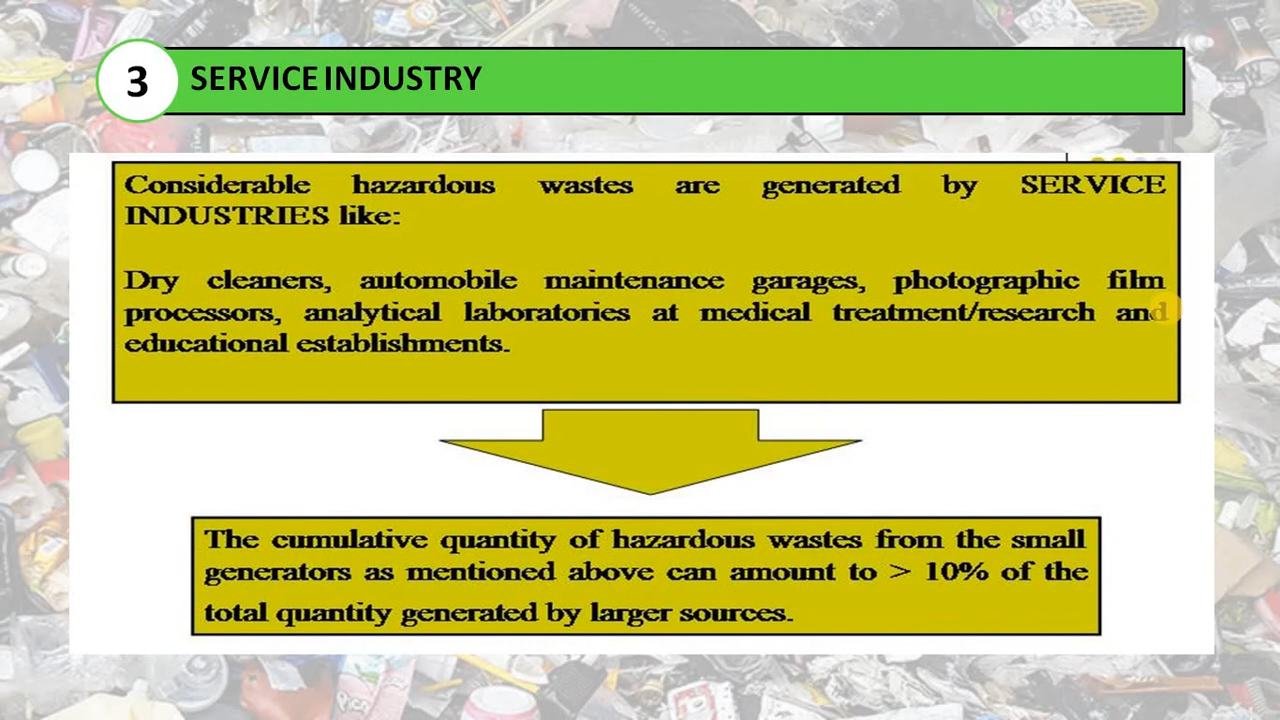 3
SERVICE INDUSTRY
Considerable hazardous wastes are generated by SERVICE
INDUSTRIES like:
Dry cleaners, automobile maintenance garages, photographic film
processors, analytical laboratories at medical treatment/research and
educational establishments.
The cumulative quantity of hazardous wastes from the small
generators as mentioned above can amount to > 10% of the
total quantity generated by larger sources.